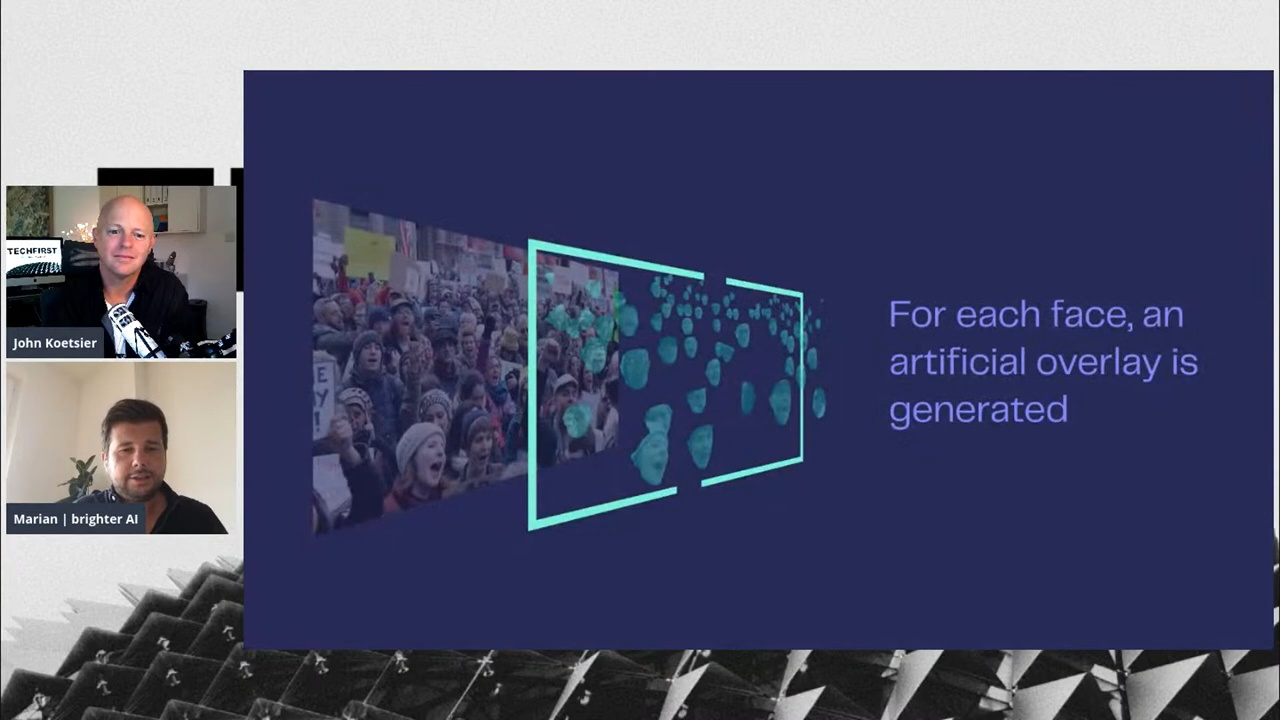 TECHFIRST
John Koetsier
Marian | brighter AI
For each face, an
artificial overlay is
generated